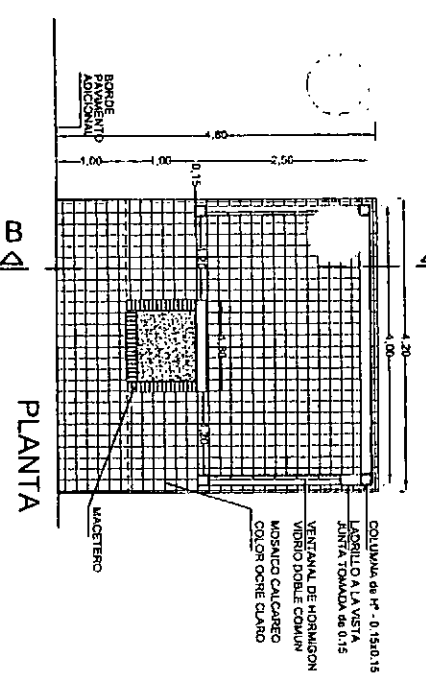 BORDE
PAVIMENTO
ADICIONAL
4,80
1,00
1,00
0,15
2,50
4,20
4,00
1,20
B
PLANTA
MACETERO
COLUMNA de Hº - 0.15x0.15
LADRILLO A LA VISTA
JUNTA TOMADA de 0.15
VENTANAL DE HORMIGON
VIDRIO DOBLE COMUN
MOSAICO CALCAREO
COLOR OCRE CLARO